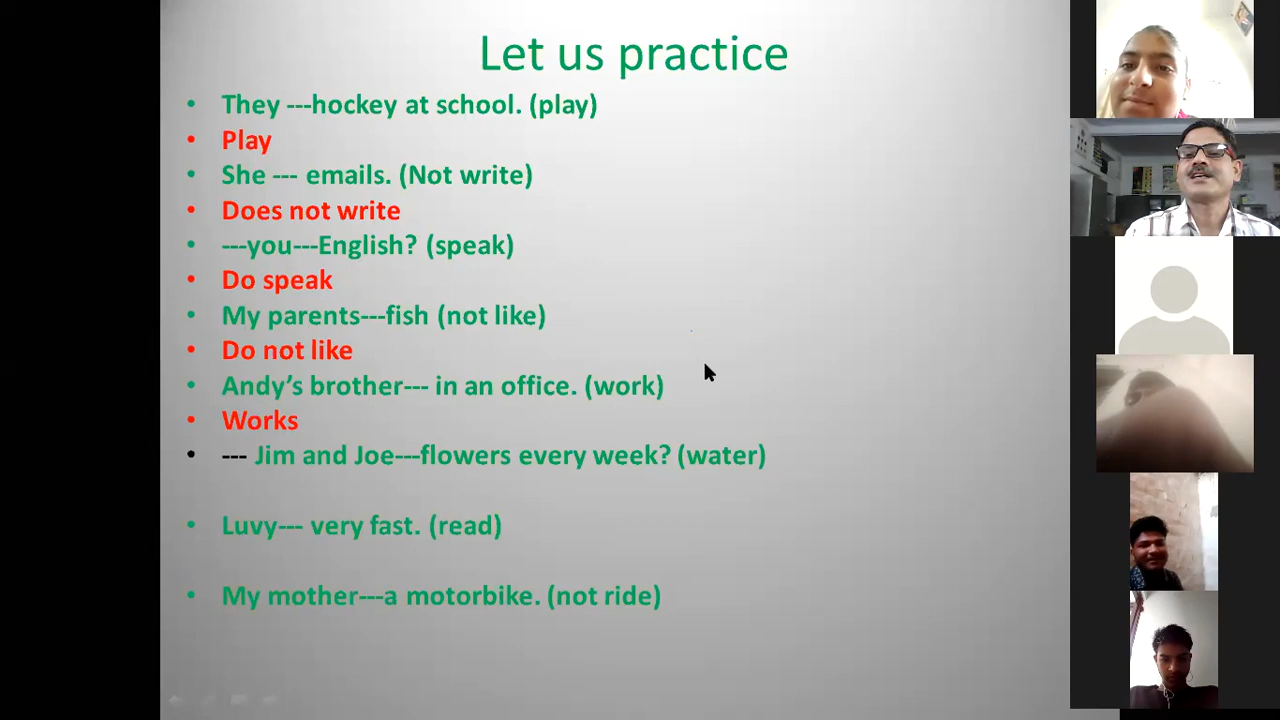 Let us practice
• They ---hockey at school. (play)
• Play
• She --- emails. (Not write)
• Does not write
• ---you---English? (speak)
• Do speak
• My parents---fish (not like)
• Do not like
• Andy’s brother--- in an office. (work)
• Works
• --- Jim and Joe---flowers every week? (water)
• Luvy--- very fast. (read)
• My mother---a motorbike. (not ride)